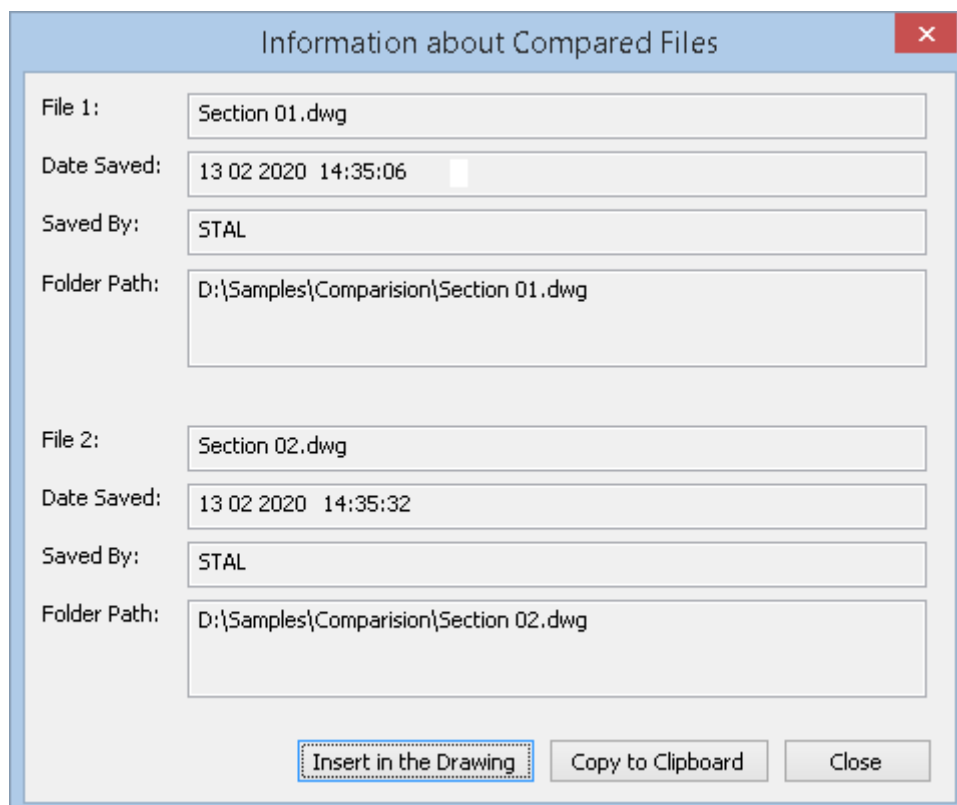 Information about Compared Files
File 1: Section 01.dwg
Date Saved: 13 02 2020 14:35:06
Saved By: STAL
Folder Path: D:\Samples\Comparision\Section 01.dwg
File 2: Section 02.dwg
Date Saved: 13 02 2020 14:35:32
Saved By: STAL
Folder Path: D:\Samples\Comparision\Section 02.dwg
Insert in the Drawing Copy to Clipboard Close